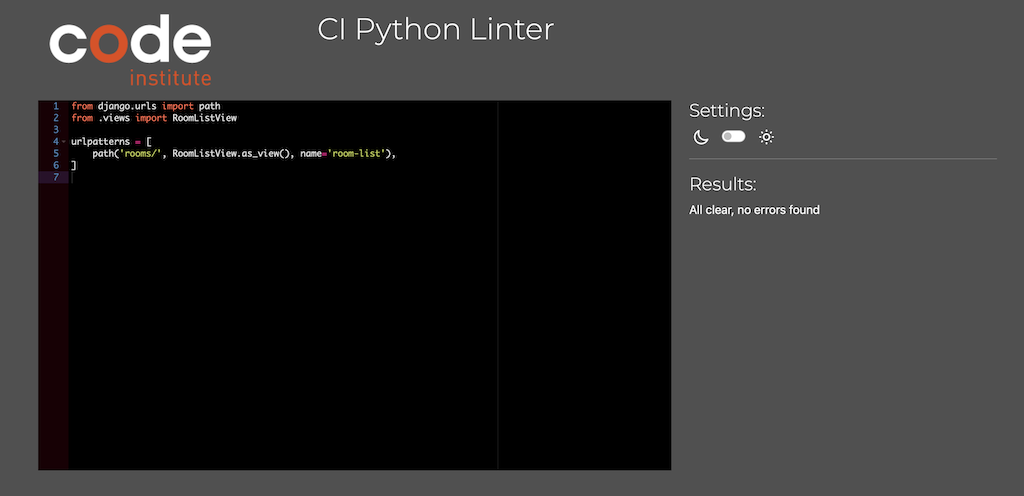 code
institute
CI Python Linter
1 from django.urls import path
2 from .views import RoomListView
3
4 urlpatterns = [
5     path('rooms/', RoomListView.as_view(), name='room-list'),
6 ]
7
Settings:
Results:
All clear, no errors found